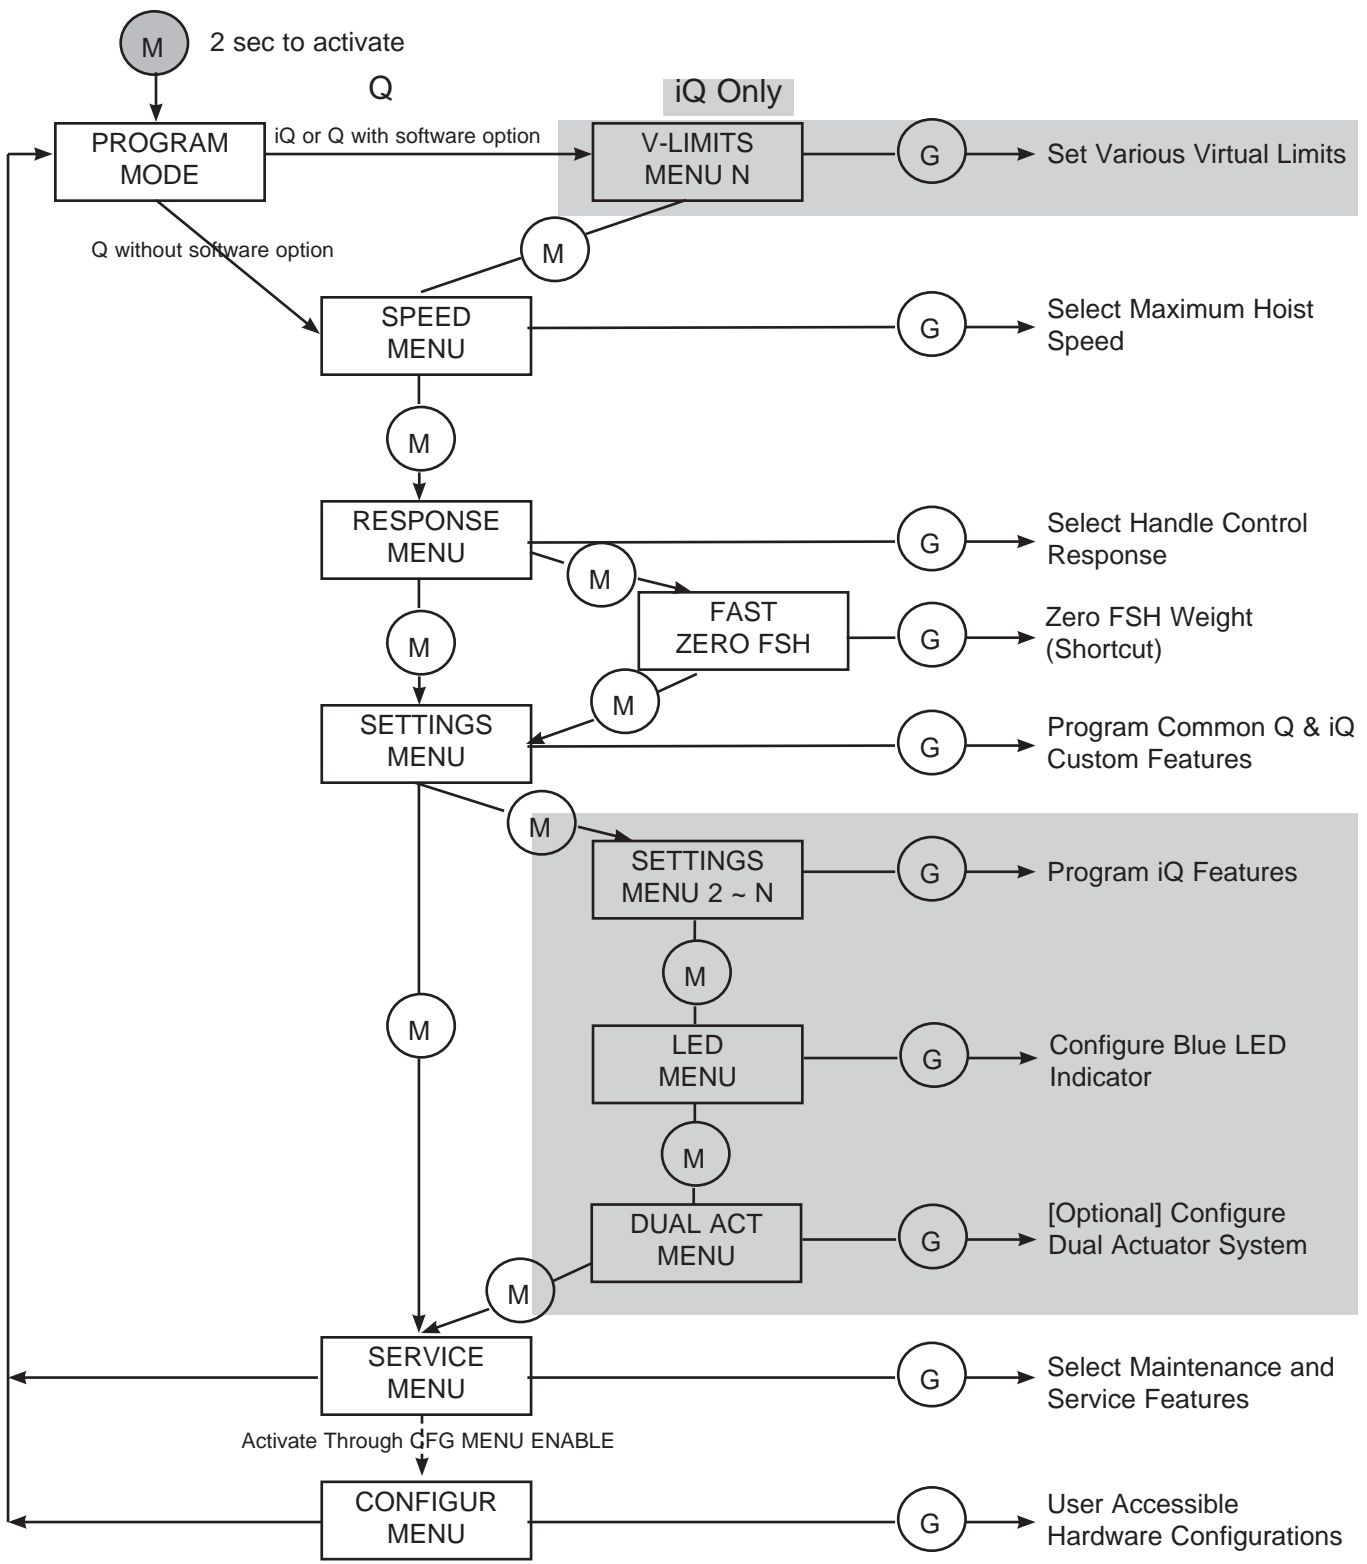 M
2 sec to activate
Q
iQ Only
PROGRAM
MODE
iQ or Q with software option
V-LIMITS
MENU N
G
Set Various Virtual Limits
Q without software option
M
SPEED
MENU
G
Select Maximum Hoist
Speed
M
RESPONSE
MENU
G
Select Handle Control
Response
M
FAST
ZERO FSH
G
Zero FSH Weight
(Shortcut)
M
M
SETTINGS
MENU
G
Program Common Q & iQ
Custom Features
M
SETTINGS
MENU 2 ~ N
G
Program iQ Features
M
M
LED
MENU
G
Configure Blue LED
Indicator
M
DUAL ACT
MENU
G
[Optional] Configure
Dual Actuator System
M
SERVICE
MENU
G
Select Maintenance and
Service Features
Activate Through CFG MENU ENABLE
CONFIGUR
MENU
G
User Accessible
Hardware Configurations